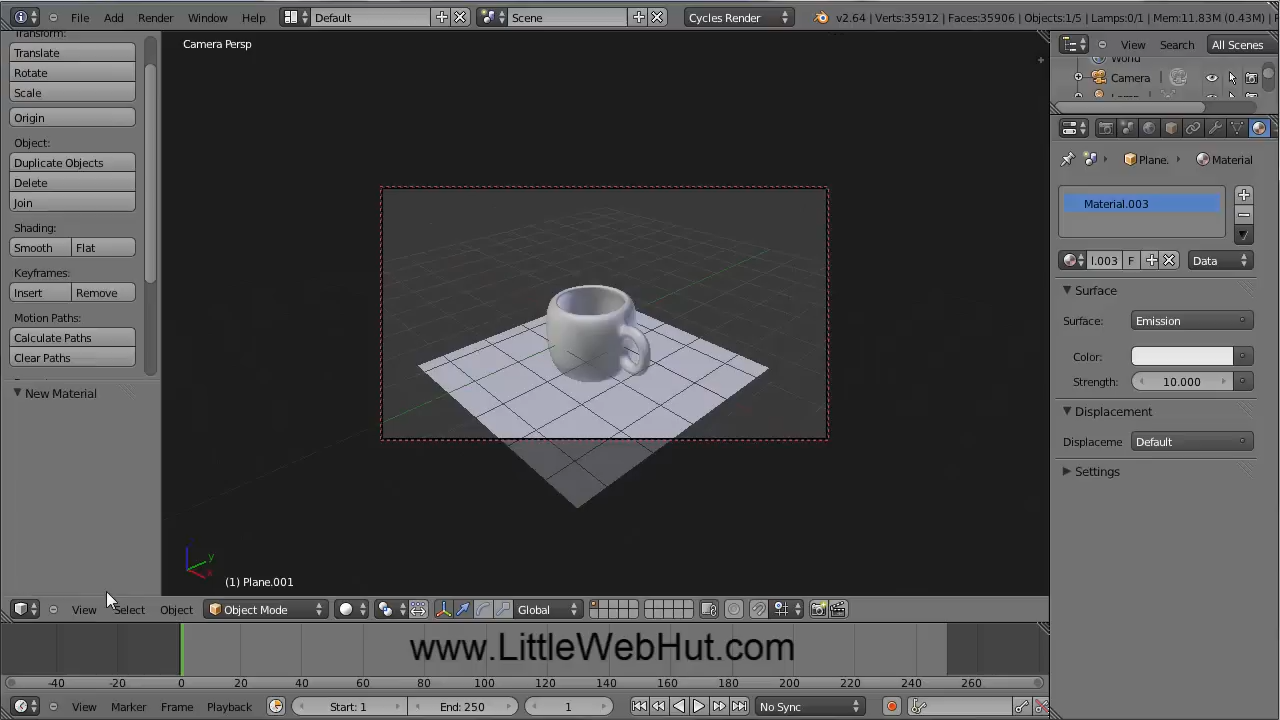 File Add Render Window Help Default Scene Cycles Render v2.64 | Verts:35912 | Faces:35906 | Objects:1/5 | Lamps:0/1 | Mem:11.83M (0.43M) |
Transform:
Translate
Rotate
Scale
Origin
Object:
Duplicate Objects
Delete
Join
Shading:
Smooth Flat
Keyframes:
Insert Remove
Motion Paths:
Calculate Paths
Clear Paths
New Material
Camera Persp
(1) Plane.001
View Select Object Object Mode Global
View Search All Scenes
World
Camera
Plane. Material
Material.003
I.003 F Data
Surface
Surface: Emission
Color:
Strength: 10.000
Displacement
Displaceme Default
Settings
www.LittleWebHut.com
-40 -20 0 20 40 60 80 100 120 140 160 180 200 220 240 260
View Marker Frame Playback Start: 1 End: 250 1 No Sync